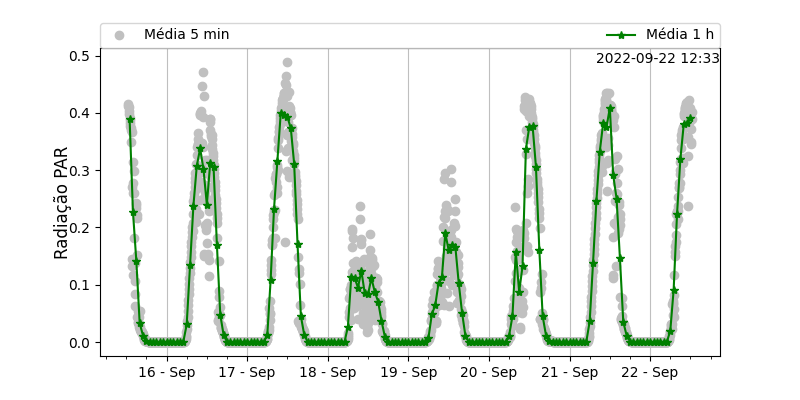 Média 5 min
Média 1 h
2022-09-22 12:33
Radiação PAR
0.5
0.4
0.3
0.2
0.1
0.0
16 - Sep
17 - Sep
18 - Sep
19 - Sep
20 - Sep
21 - Sep
22 - Sep